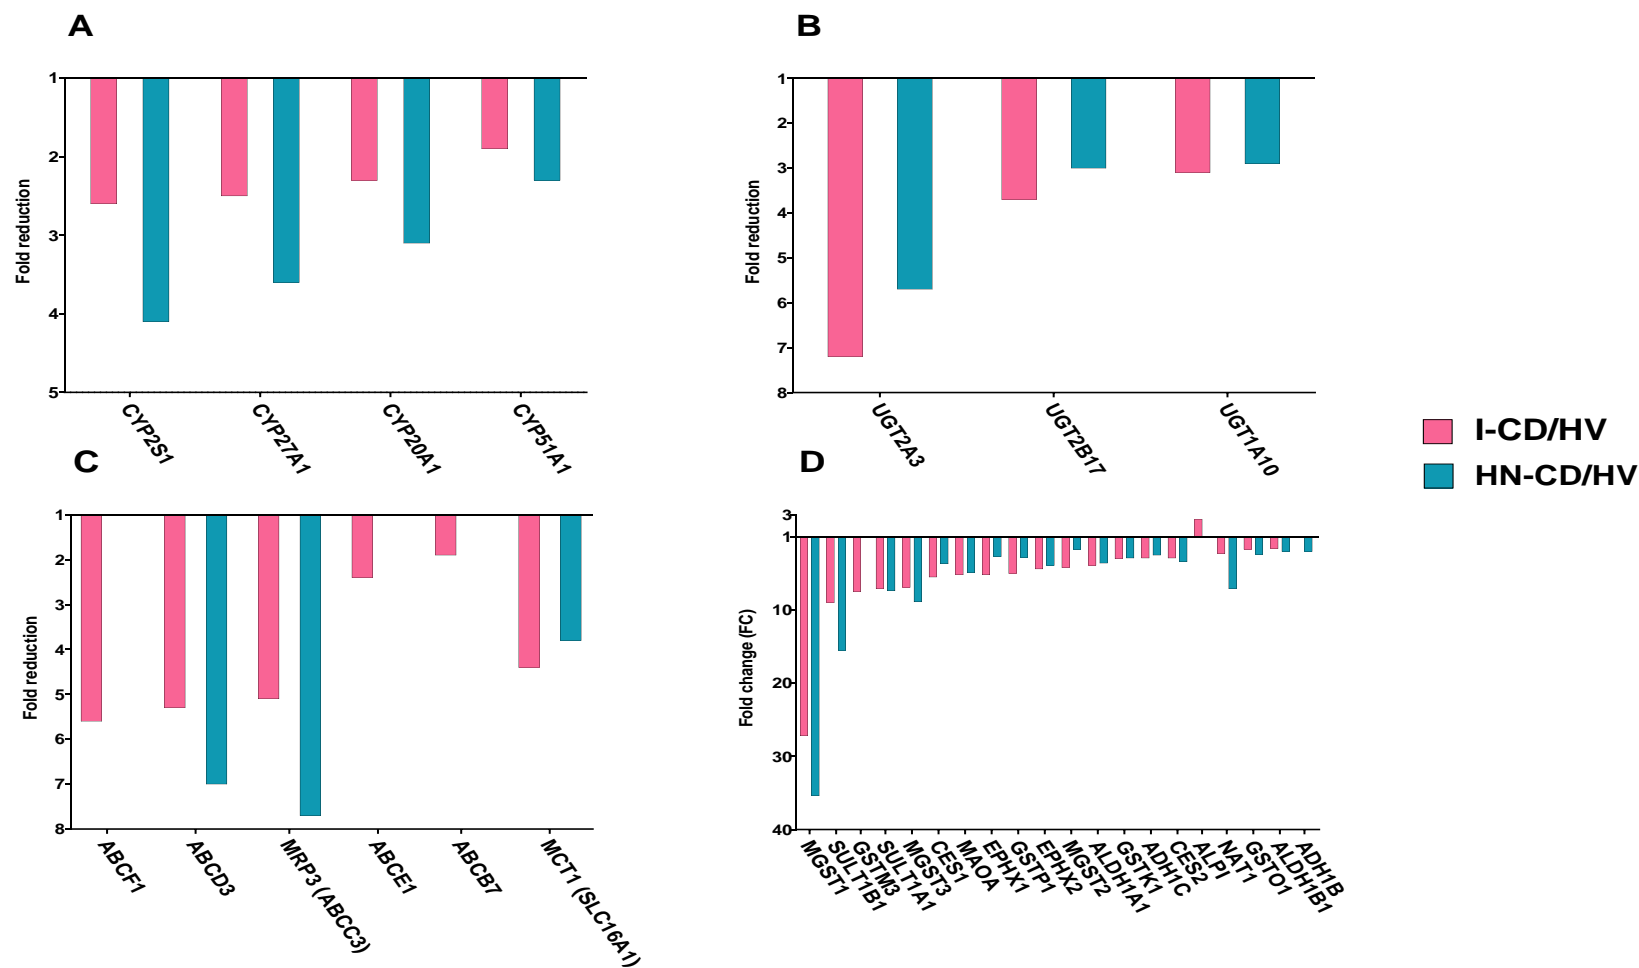 A
Fold reduction
1
2
3
4
5
CYP2S1
CYP27A1
CYP20A1
CYP51A1
B
Fold reduction
1
2
3
4
5
6
7
8
UGT2A3
UGT2B17
UGT1A10
I-CD/HV
HN-CD/HV
C
Fold reduction
1
2
3
4
5
6
7
8
ABCF1
ABCD3
MRP3 (ABCC3)
ABCE1
ABCB7
MCT1 (SLC16A1)
D
Fold change (FC)
3
1
10
20
30
40
MGST1
SULT1B1
GSTM3
SULT1A1
MGST3
CES1
MAOA
EPHX1
GSTP1
EPHX2
MGST2
ALDH1A1
GSTK1
ADH1C
CES2
ALPI
NAT1
GSTO1
ALDH1B1
ADH1B